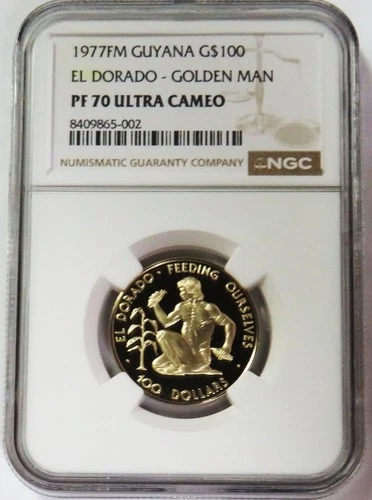 1977FM GUYANA G$100
EL DORADO - GOLDEN MAN
PF 70 ULTRA CAMEO
8409865-002
NUMISMATIC GUARANTY COMPANY
NGC
EL DORADO · FEEDING OURSELVES
100 DOLLARS